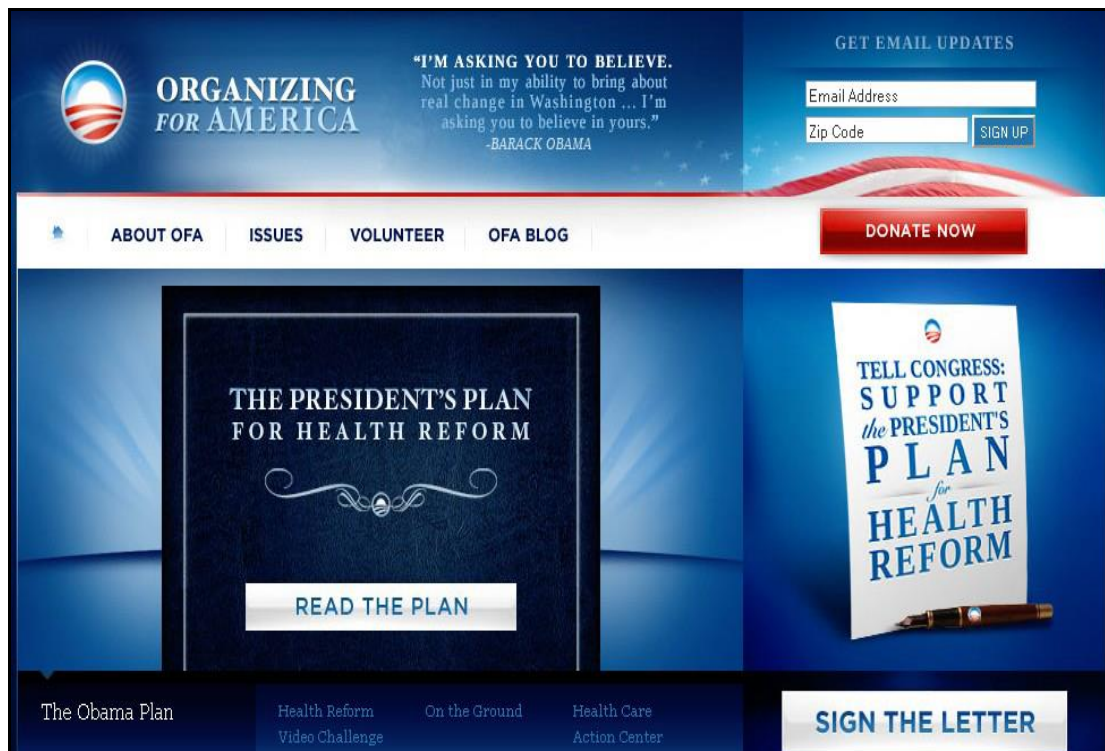 ORGANIZING
FOR AMERICA
“I’M ASKING YOU TO BELIEVE.
Not just in my ability to bring about
real change in Washington ... I’m
asking you to believe in yours.”
-BARACK OBAMA
GET EMAIL UPDATES
Email Address
Zip Code
SIGN UP
ABOUT OFA
ISSUES
VOLUNTEER
OFA BLOG
DONATE NOW
THE PRESIDENT’S PLAN
FOR HEALTH REFORM
READ THE PLAN
TELL CONGRESS:
SUPPORT
the PRESIDENT’S
PLAN
for
HEALTH
REFORM
The Obama Plan
Health Reform
Video Challenge
On the Ground
Health Care
Action Center
SIGN THE LETTER